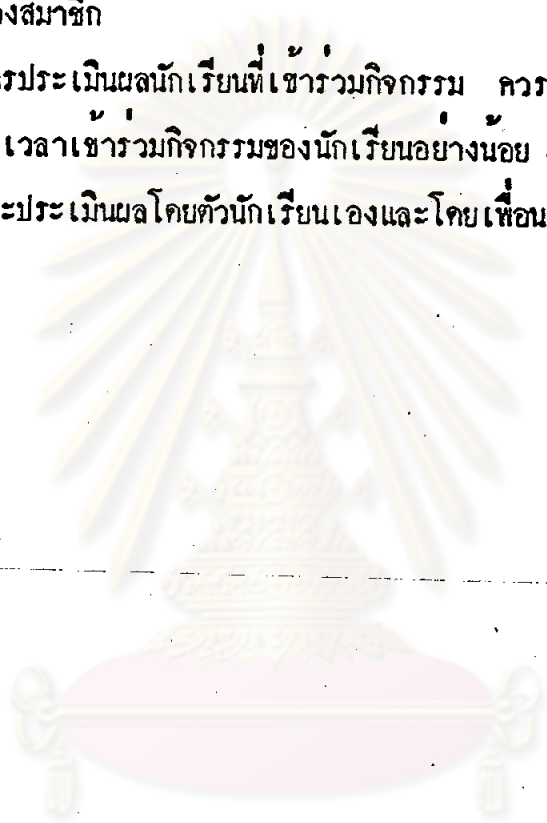 องสมาชิก
รประเมินผลนักเรียนที่เข้าร่วมกิจกรรม ควร
เวลาเข้าร่วมกิจกรรมของนักเรียนอย่างน้อย
ะประเมินผลโดยตัวนักเรียนเองและโดยเพื่อน